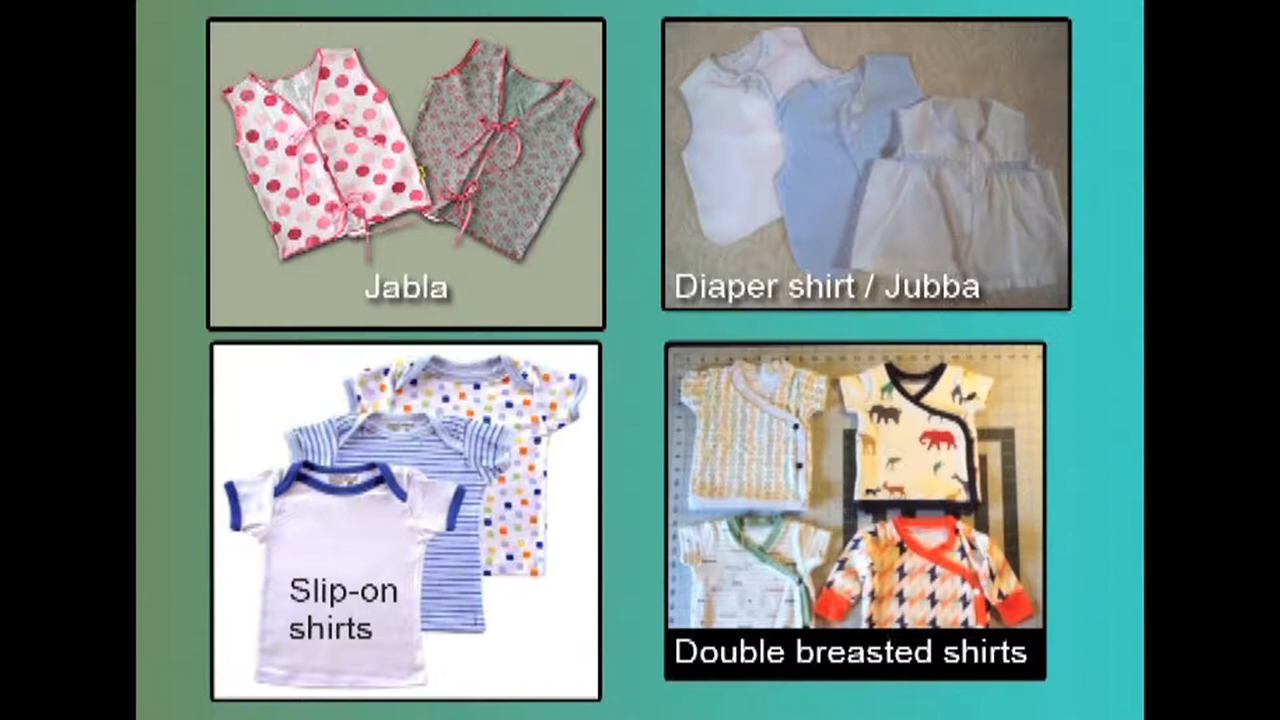 Jabla
Diaper shirt / Jubba
Slip-on
shirts
Double breasted shirts